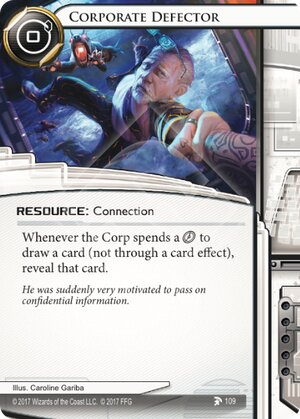 CORPORATE DEFECTOR
0
RESOURCE: Connection
Whenever the Corp spends a to
draw a card (not through a card effect),
reveal that card.
He was suddenly very motivated to pass on
confidential information.
Illus. Caroline Gariba
© 2017 Wizards of the Coast LLC. © 2017 FFG 109